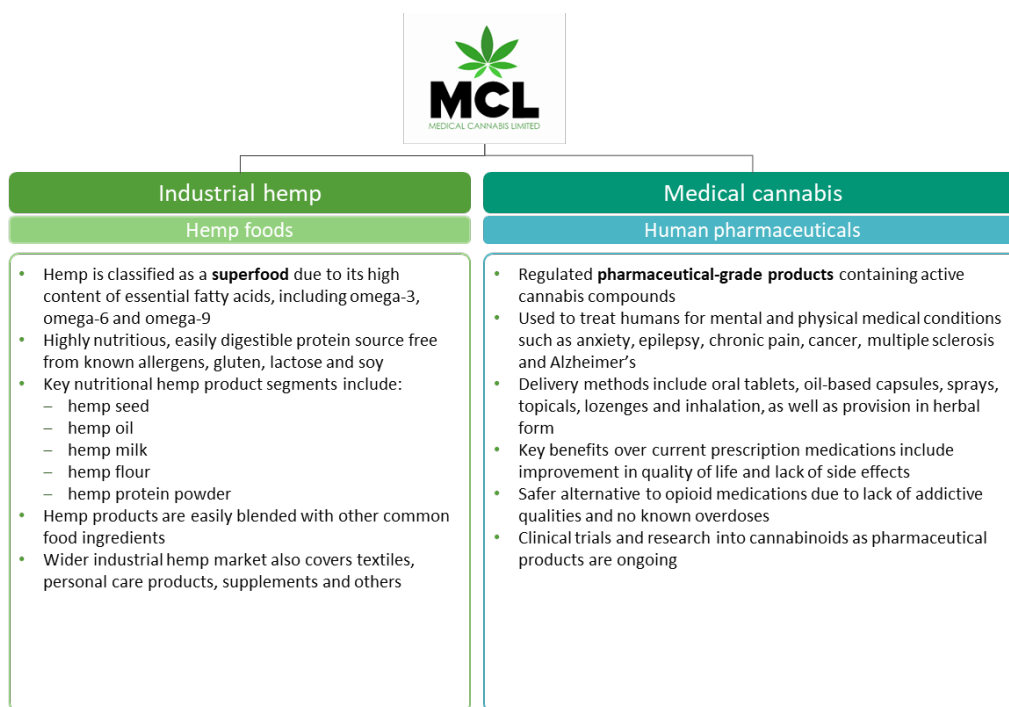 MCL
MEDICAL CANNABIS LIMITED
Industrial hemp
Hemp foods
• Hemp is classified as a superfood due to its high
content of essential fatty acids, including omega-3,
omega-6 and omega-9
• Highly nutritious, easily digestible protein source free
from known allergens, gluten, lactose and soy
• Key nutritional hemp product segments include:
– hemp seed
– hemp oil
– hemp milk
– hemp flour
– hemp protein powder
• Hemp products are easily blended with other common
food ingredients
• Wider industrial hemp market also covers textiles,
personal care products, supplements and others
Medical cannabis
Human pharmaceuticals
• Regulated pharmaceutical-grade products containing active
cannabis compounds
• Used to treat humans for mental and physical medical conditions
such as anxiety, epilepsy, chronic pain, cancer, multiple sclerosis
and Alzheimer's
• Delivery methods include oral tablets, oil-based capsules, sprays,
topicals, lozenges and inhalation, as well as provision in herbal
form
• Key benefits over current prescription medications include
improvement in quality of life and lack of side effects
• Safer alternative to opioid medications due to lack of addictive
qualities and no known overdoses
• Clinical trials and research into cannabinoids as pharmaceutical
products are ongoing